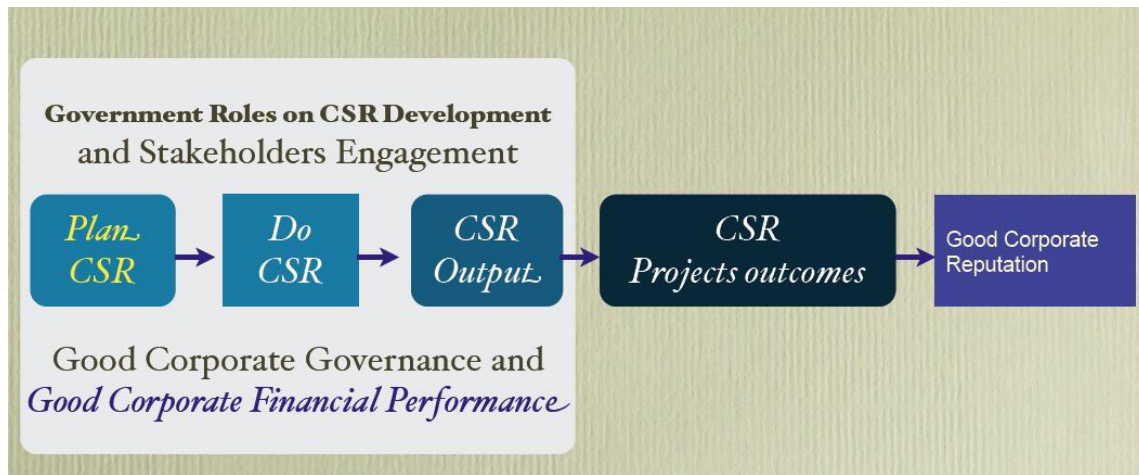 Government Roles on CSR Development
and Stakeholders Engagement
Plan
CSR
Do
CSR
CSR
Output
CSR
Projects outcomes
Good Corporate
Reputation
Good Corporate Governance and
Good Corporate Financial Performance